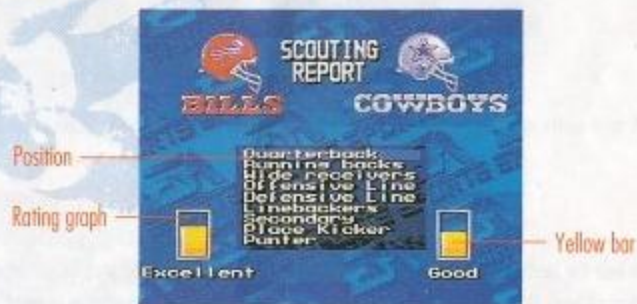 SCOUTING
REPORT
BILLS
COWBOYS
Position
Quarterback
Running backs
Wide receivers
Offensive Line
Defensive Line
Linebackers
Secondary
Place Kicker
Punter
Rating graph
Yellow bar
Excellent
Good